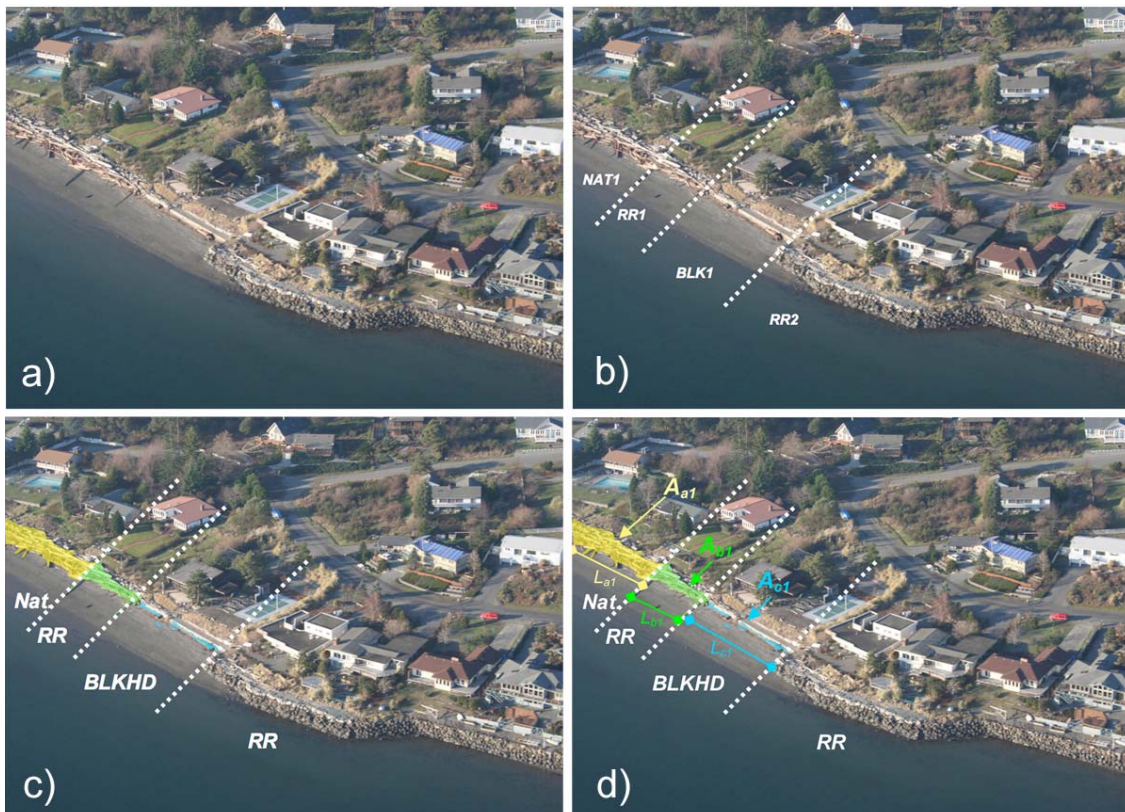 a)
NAT1
RR1
BLK1
RR2
b)
Nat.
RR
BLKHD
RR
c)
Aa1
Ab1
Ac1
La1
Nat.
Lb1
RR
Lc1
BLKHD
RR
d)